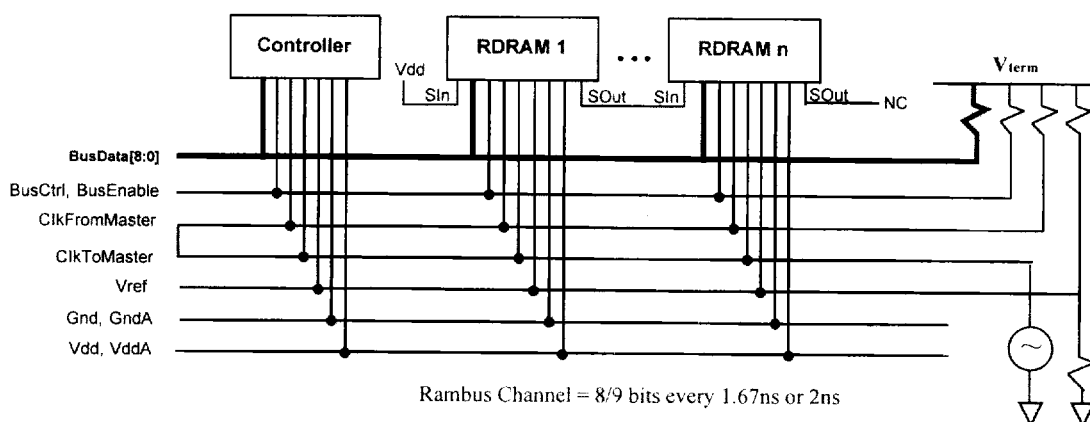 Controller
RDRAM 1
•••
RDRAM n
Vdd
SIn
SOut
SIn
SOut
NC
Vterm
BusData[8:0]
BusCtrl, BusEnable
ClkFromMaster
ClkToMaster
Vref
Gnd, GndA
Vdd, VddA
Rambus Channel = 8/9 bits every 1.67ns or 2ns